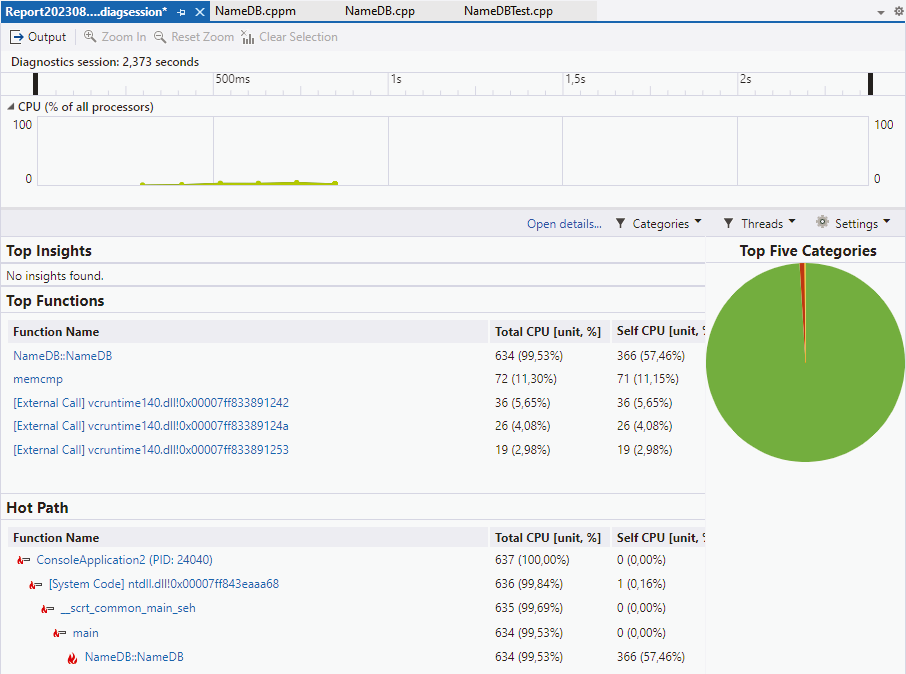 Report202308....diagsession* NameDB.cppm NameDB.cpp NameDBTest.cpp
Output Zoom In Reset Zoom Clear Selection
Diagnostics session: 2,373 seconds
500ms 1s 1,5s 2s
CPU (% of all processors)
100 100
0 0
Open details... Categories Threads Settings
Top Insights
No insights found.
Top Five Categories
Top Functions
Function Name Total CPU [unit, %] Self CPU [unit, %
NameDB::NameDB 634 (99,53%) 366 (57,46%)
memcmp 72 (11,30%) 71 (11,15%)
[External Call] vcruntime140.dll!0x00007ff833891242 36 (5,65%) 36 (5,65%)
[External Call] vcruntime140.dll!0x00007ff83389124a 26 (4,08%) 26 (4,08%)
[External Call] vcruntime140.dll!0x00007ff833891253 19 (2,98%) 19 (2,98%)
Hot Path
Function Name Total CPU [unit, %] Self CPU [unit, %
ConsoleApplication2 (PID: 24040) 637 (100,00%) 0 (0,00%)
[System Code] ntdll.dll!0x00007ff843eaaa68 636 (99,84%) 1 (0,16%)
__scrt_common_main_seh 635 (99,69%) 0 (0,00%)
main 634 (99,53%) 0 (0,00%)
NameDB::NameDB 634 (99,53%) 366 (57,46%)